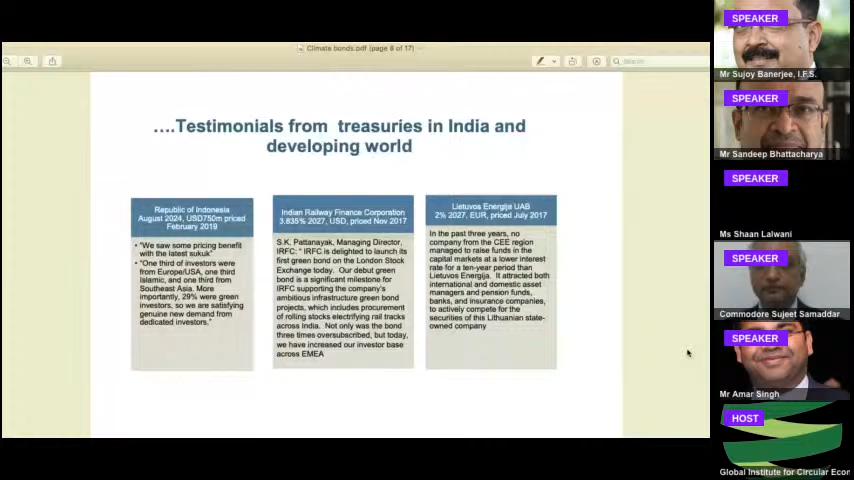 Climate bonds.pdf (page 8 of 17)
Search
....Testimonials from treasuries in India and
developing world
Republic of Indonesia
August 2024, USD750m priced
February 2019
• "We saw some pricing benefit
with the latest sukuk"
• "One third of investors were
from Europe/USA, one third
Islamic, and one third from
Southeast Asia. More
importantly, 29% were green
investors, so we are satisfying
genuine new demand from
dedicated investors."
Indian Railway Finance Corporation
3.835% 2027, USD, priced Nov 2017
S.K. Pattanayak, Managing Director,
IRFC: " IRFC is delighted to launch its
first green bond on the London Stock
Exchange today. Our debut green
bond is a significant milestone for
IRFC supporting the company's
ambitious infrastructure green bond
projects, which includes procurement
of rolling stocks electrifying rail tracks
across India. Not only was the bond
three times oversubscribed, but today,
we have increased our investor base
across EMEA
Lietuvos Energija UAB
2% 2027, EUR, priced July 2017
In the past three years, no
company from the CEE region
managed to raise funds in the
capital markets at a lower interest
rate for a ten-year period than
Lietuvos Energija. It attracted both
international and domestic asset
managers and pension funds,
banks, and insurance companies,
to actively compete for the
securities of this Lithuanian state-
owned company
SPEAKER
Mr Sujoy Banerjee, I.F.S.
SPEAKER
Mr Sandeep Bhattacharya
SPEAKER
Ms Shaan Lalwani
SPEAKER
Commodore Sujeet Samaddar
SPEAKER
Mr Amar Singh
HOST
Global Institute for Circular Econ